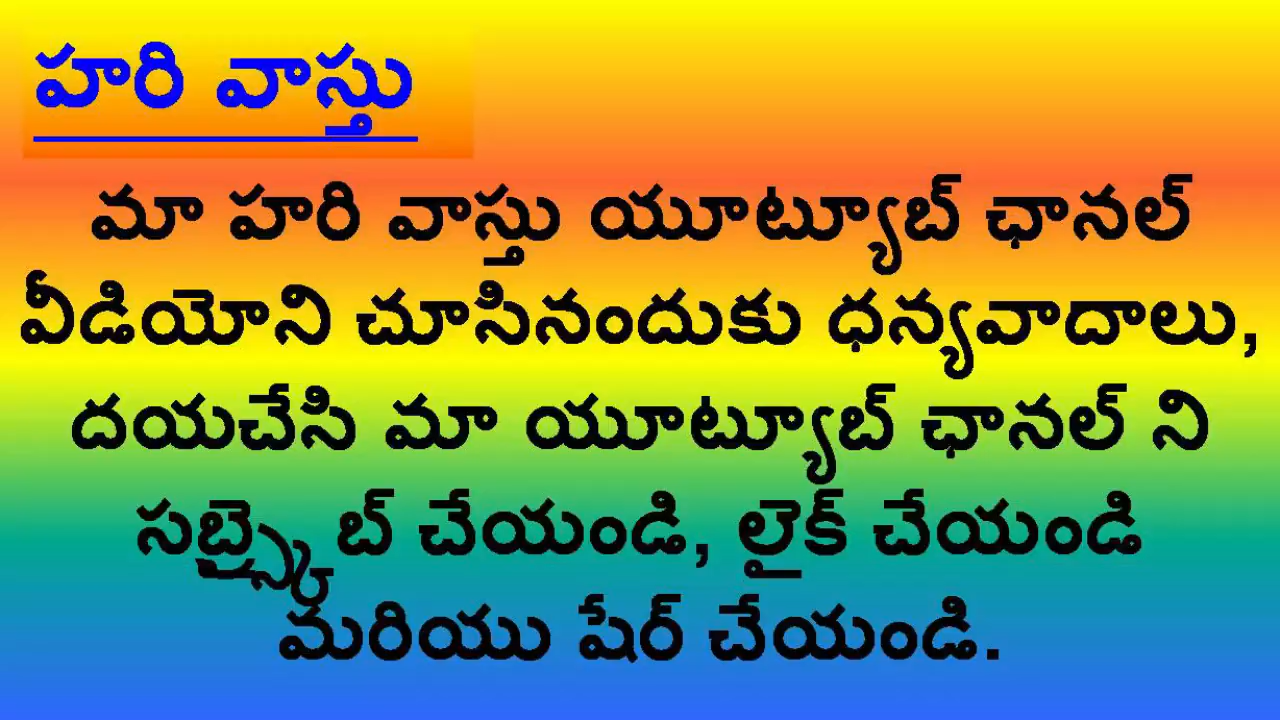 హరి వాస్తు
మా హరి వాస్తు యూట్యూబ్ ఛానల్
వీడియోని చూసినందుకు ధన్యవాదాలు,
దయచేసి మా యూట్యూబ్ ఛానల్ ని
సబ్స్క్రైబ్ చేయండి, లైక్ చేయండి
మరియు షేర్ చేయండి.